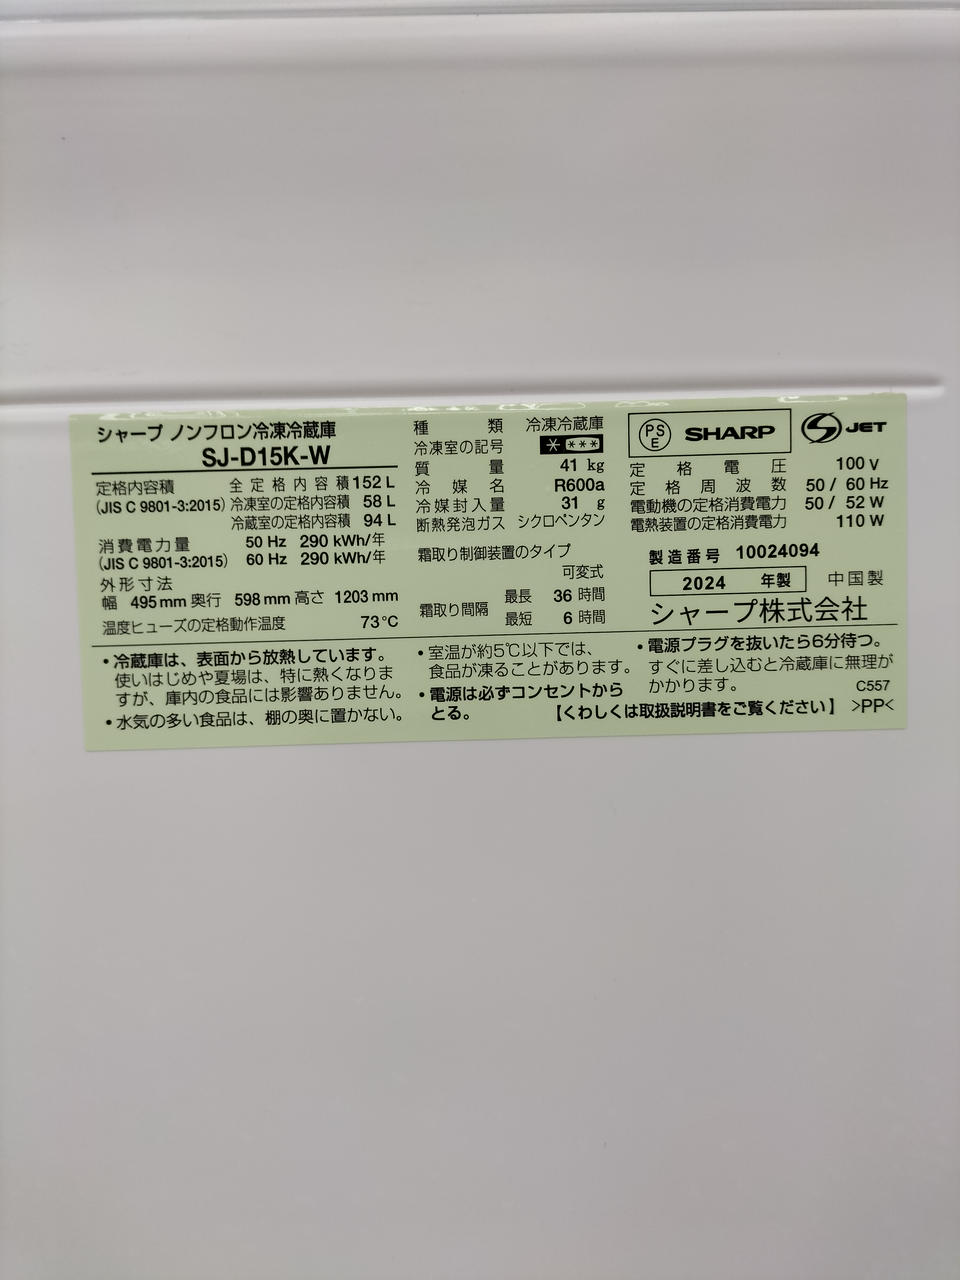 シャープ ノンフロン冷凍冷蔵庫
SJ-D15K-W
定格内容積 全定格内容積 152 L
(JIS C 9801-3:2015) 冷凍室の定格内容積 58 L
冷蔵室の定格内容積 94 L
消費電力量 50 Hz 290 kWh/年
(JIS C 9801-3:2015) 60 Hz 290 kWh/年
外形寸法
幅 495 mm 奥行 598 mm 高さ 1203 mm
温度ヒューズの定格動作温度 73℃
種類 冷凍冷蔵庫
冷凍室の記号 * ***
質量 41 kg
冷媒名 R600a
冷媒封入量 31 g
断熱発泡ガス シクロペンタン
霜取り制御装置のタイプ
可変式
霜取り間隔 最長 36 時間
最短 6 時間
PSE SHARP S JET
定格電圧 100 V
定格周波数 50 / 60 Hz
電動機の定格消費電力 50 / 52 W
電熱装置の定格消費電力 110 W
製造番号 10024094
2024 年製 中国製
シャープ株式会社
・冷蔵庫は、表面から放熱しています。
使いはじめや夏場は、特に熱くなりま
すが、庫内の食品には影響ありません。
・水気の多い食品は、棚の奥に置かない。
・室温が約5℃以下では、
食品が凍ることがあります。
・電源は必ずコンセントから
とる。
・電源プラグを抜いたら6分待つ。
すぐに差し込むと冷蔵庫に無理が
かかります。 C557
【くわしくは取扱説明書をご覧ください】 >PP<